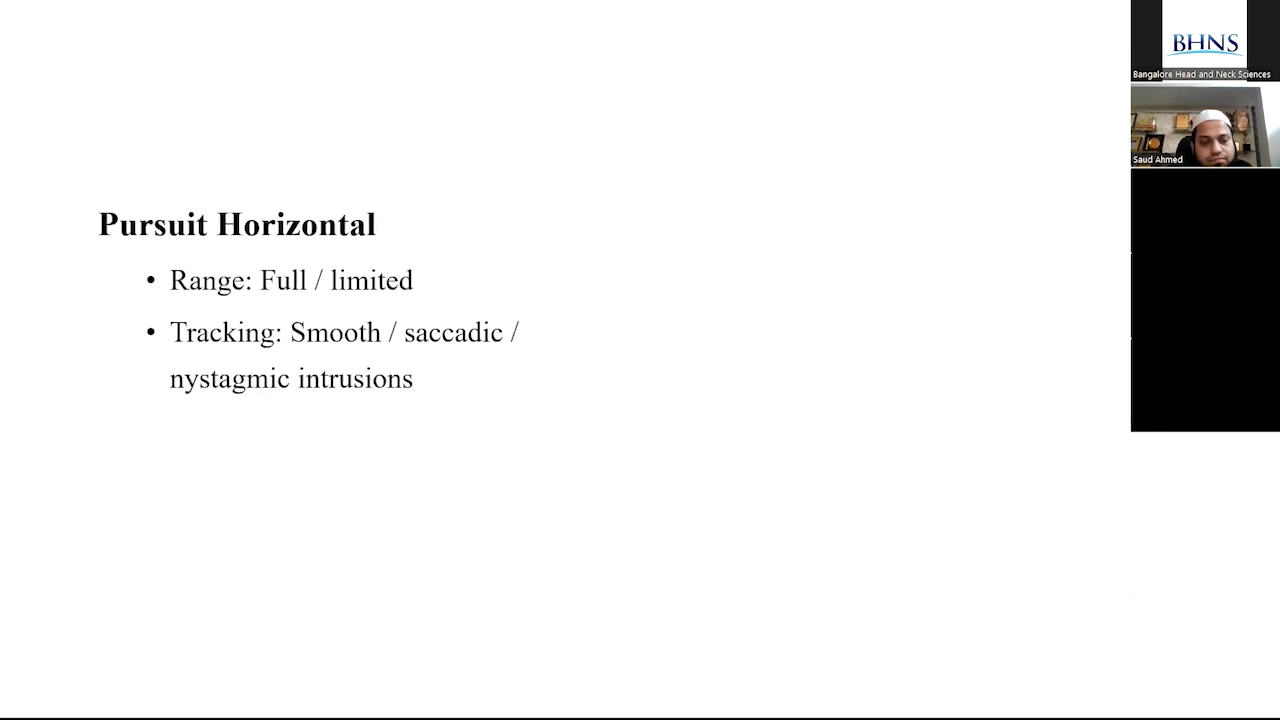 BHNS
Bangalore Head and Neck Sciences
Saud Ahmed
Pursuit Horizontal
• Range: Full / limited
• Tracking: Smooth / saccadic /
nystagmic intrusions